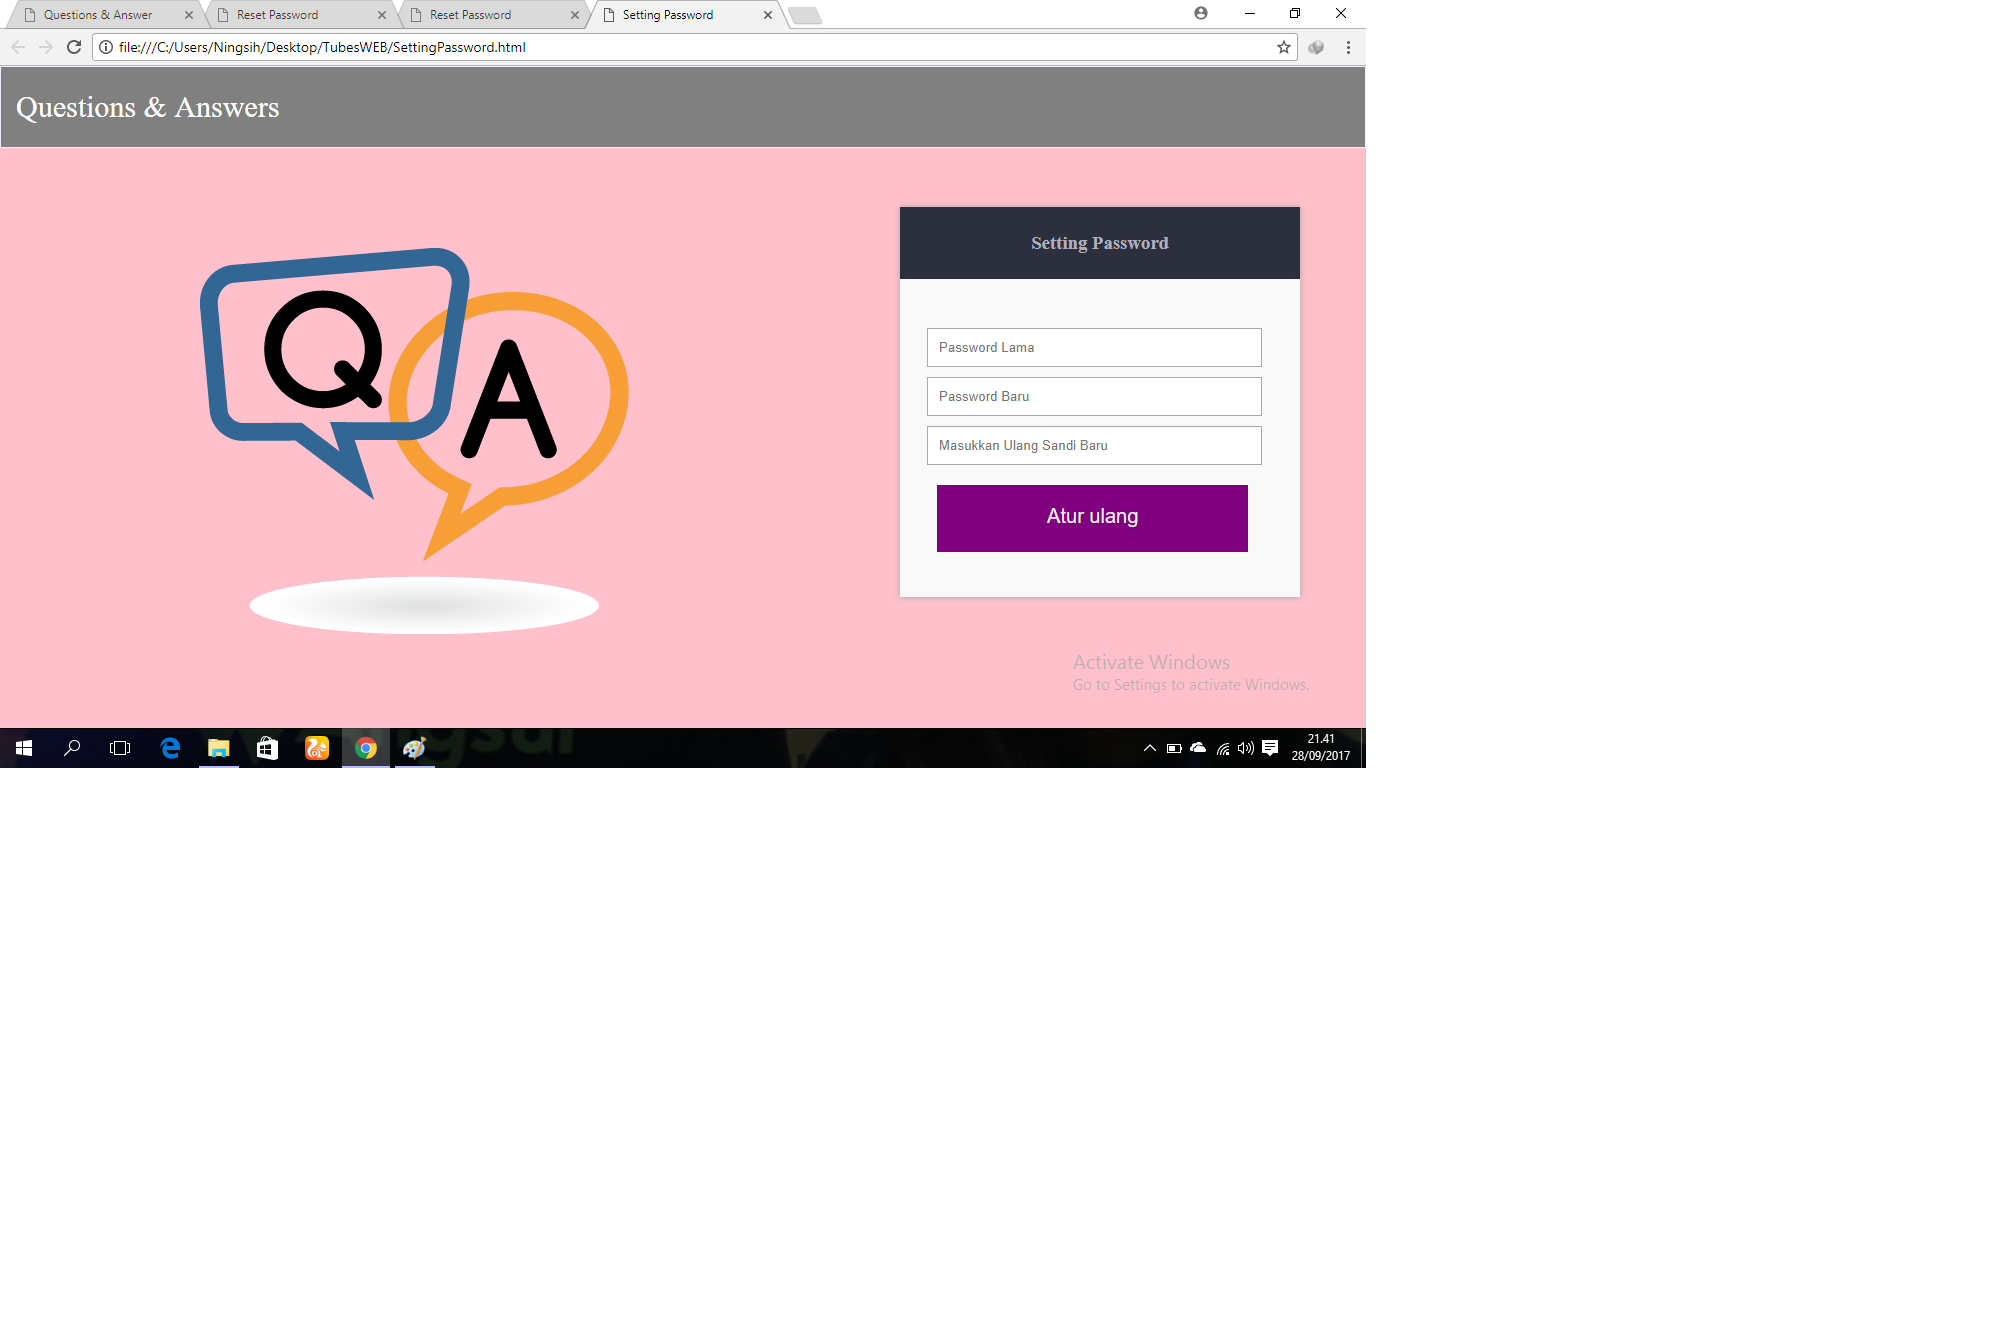 Questions & Answer
Reset Password
Reset Password
Setting Password
file:///C:/Users/Ningsih/Desktop/TubesWEB/SettingPassword.html
Questions & Answers
Q
A
Setting Password
Password Lama
Password Baru
Masukkan Ulang Sandi Baru
Atur ulang
Activate Windows
Go to Settings to activate Windows.
21.41
28/09/2017